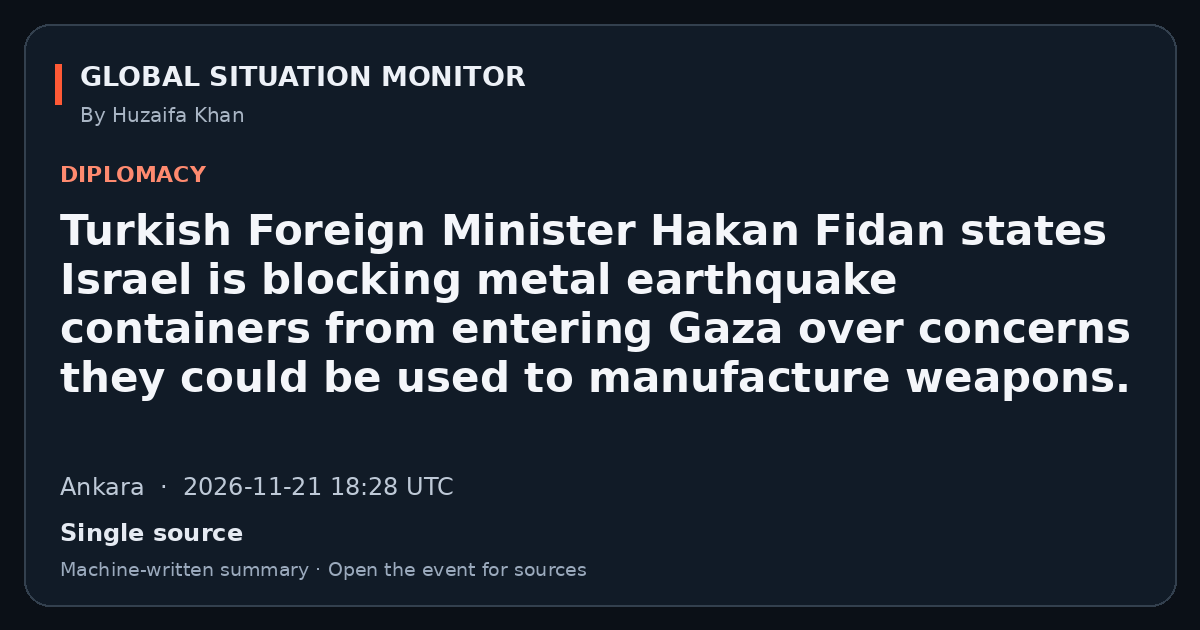 GLOBAL SITUATION MONITOR
By Huzaifa Khan
DIPLOMACY
Turkish Foreign Minister Hakan Fidan states
Israel is blocking metal earthquake
containers from entering Gaza over concerns
they could be used to manufacture weapons.
Ankara · 2026-11-21 18:28 UTC
Single source
Machine-written summary · Open the event for sources